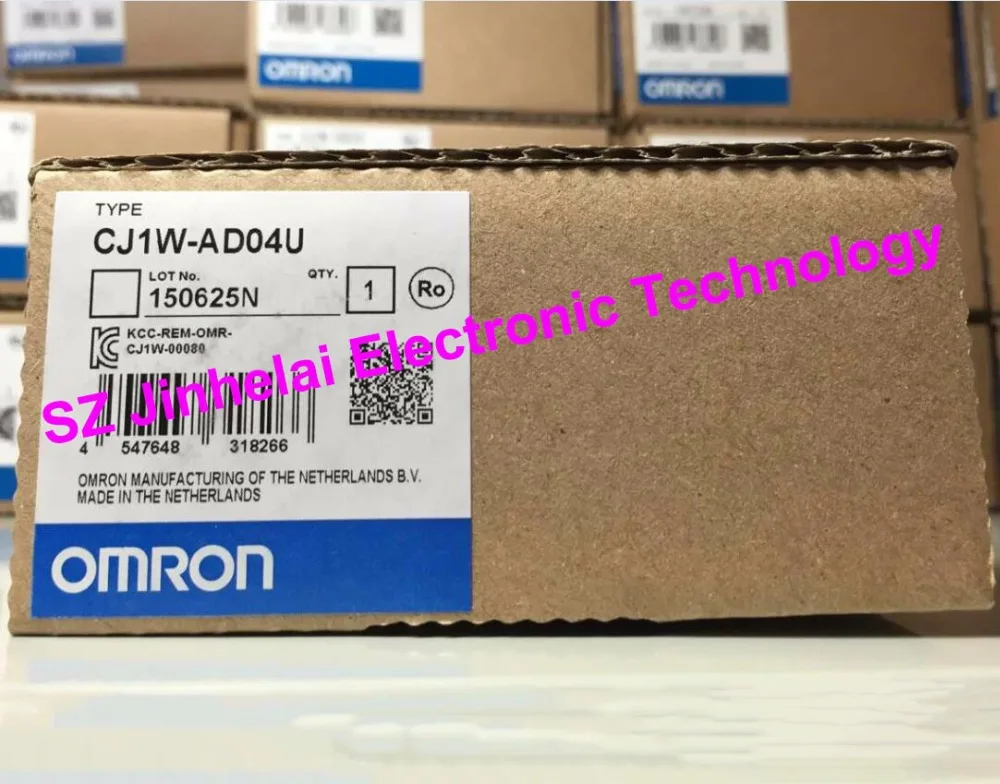 OMRON
OMRON
OMRON
TYPE
CJ1W-AD04U
LOT No.
150625N
QTY.
1
Ro
KCC-REM-OMR-
CJ1W-00080
4 547648 318266
OMRON MANUFACTURING OF THE NETHERLANDS B.V.
MADE IN THE NETHERLANDS
OMRON
SZ Jinhelai Electronic Technology